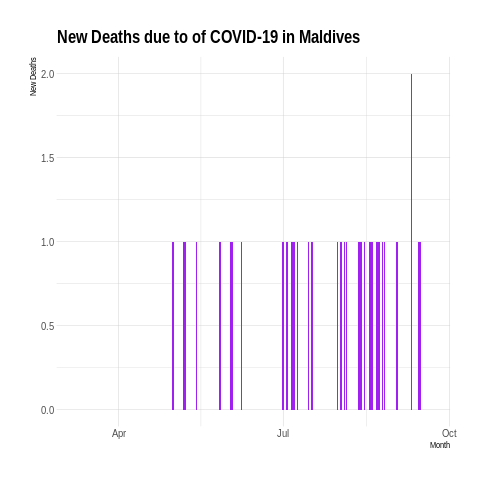 New Deaths due to of COVID-19 in Maldives
New Deaths
2.0
1.5
1.0
0.5
0.0
Apr
Jul
Oct
Month